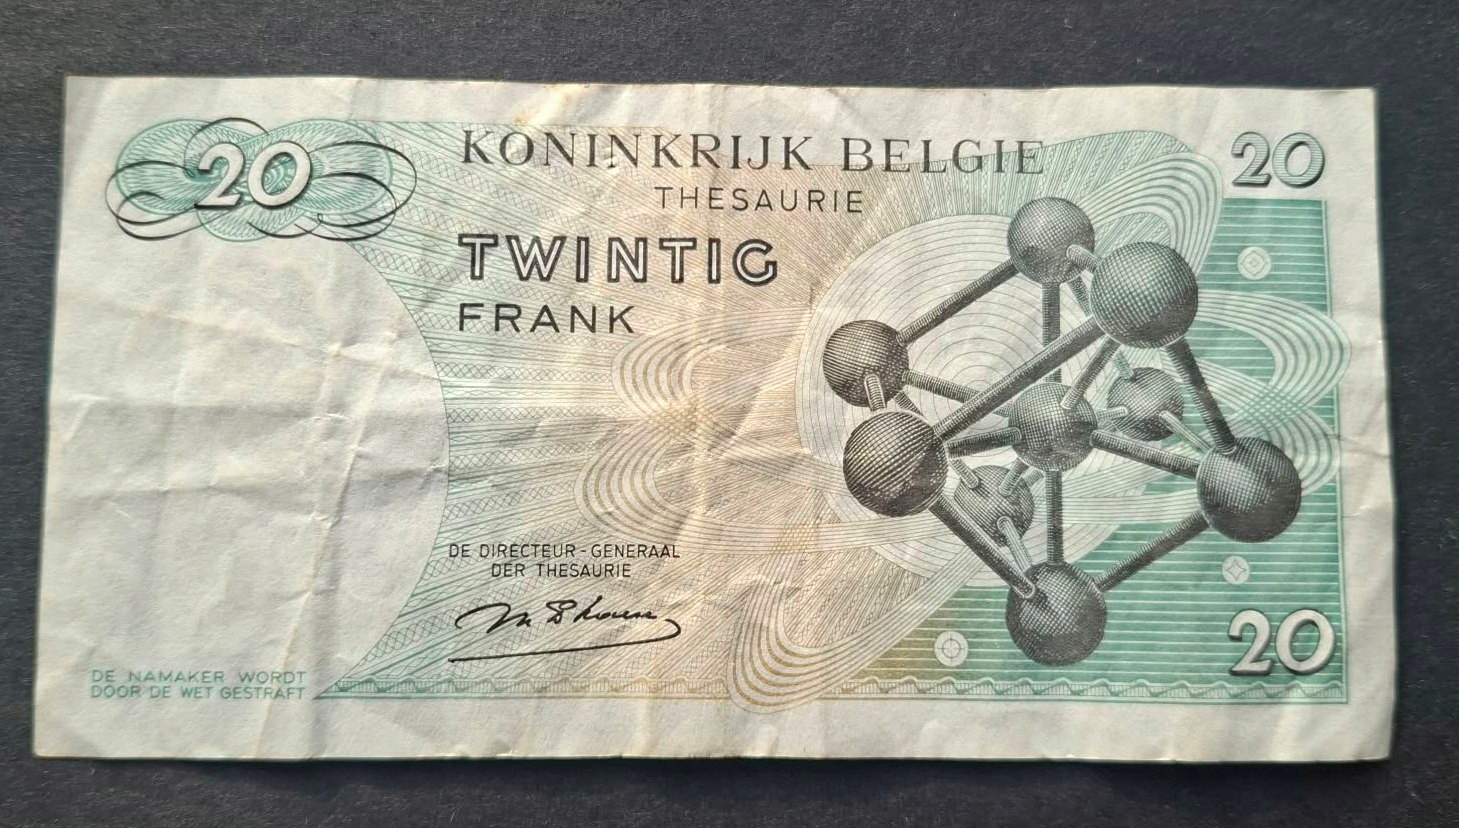 20
KONINKRIJK BELGIE
20
THESAURIE
TWINTIG
FRANK
DE DIRECTEUR-GENERAAL
DER THESAURIE
20
DE NAMAKER WORDT
DOOR DE WET GESTRAFT